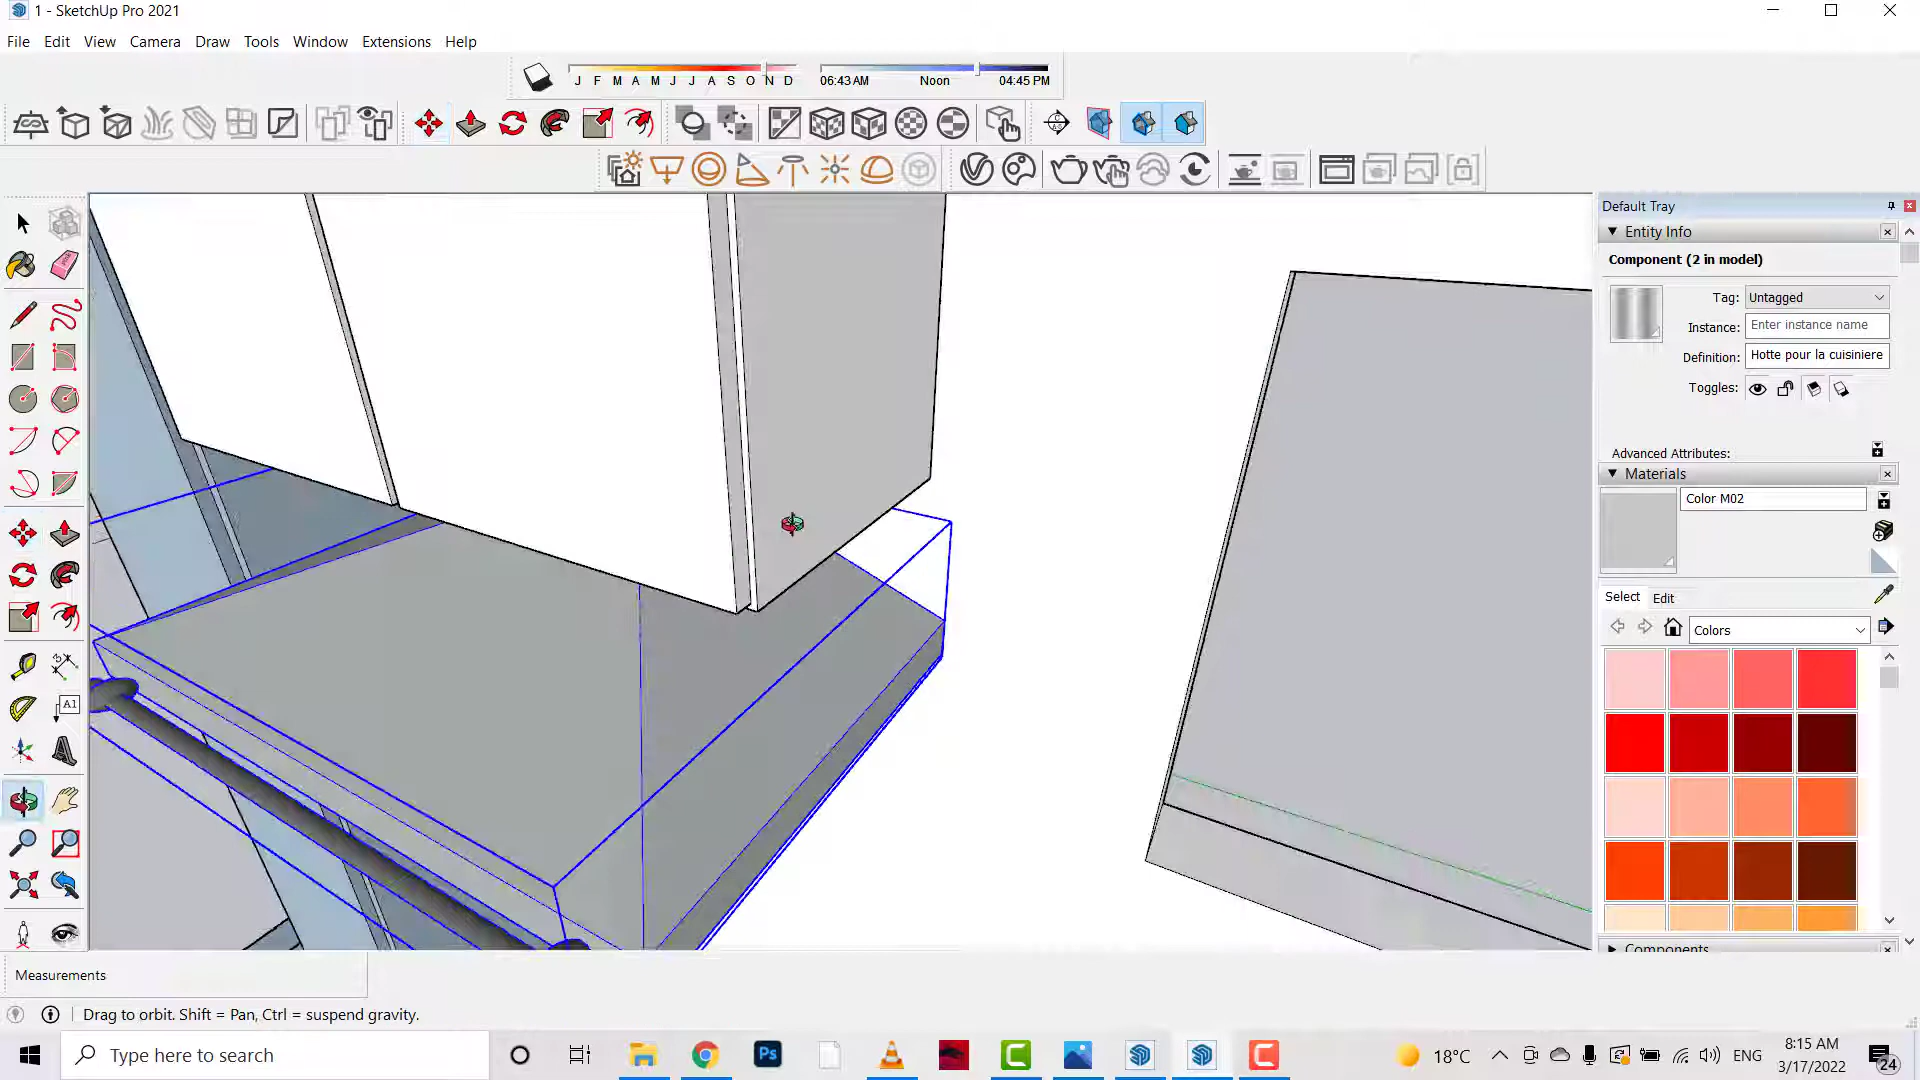 1 - SketchUp Pro 2021
File Edit View Camera Draw Tools Window Extensions Help
J F M A M J J A S O N D 06:43 AM Noon 04:45 PM
Default Tray
Entity Info
Component (2 in model)
Tag: Untagged
Instance: Enter instance name
Definition: Hotte pour la cuisiniere
Toggles:
Advanced Attributes:
Materials
Color M02
Select Edit
Colors
Components
A1
Measurements
Drag to orbit. Shift = Pan, Ctrl = suspend gravity.
Type here to search
Ps
18°C
ENG
8:15 AM
3/17/2022
24